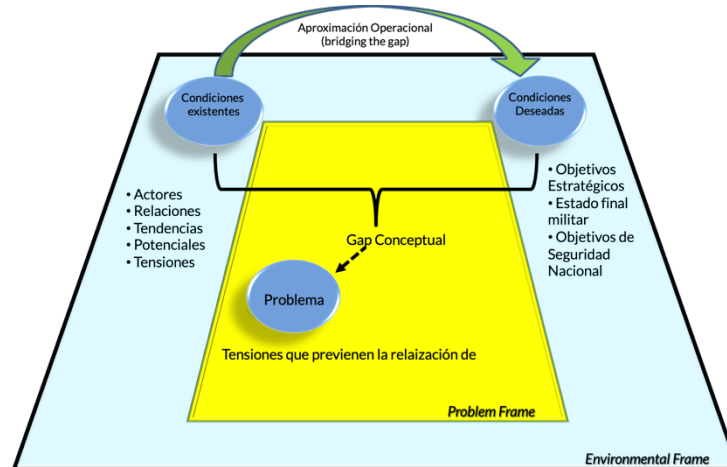 Aproximación Operacional
(bridging the gap)
Condiciones
existentes
Condiciones
Deseadas
• Actores
• Relaciones
• Tendencias
• Potenciales
• Tensiones
• Objetivos
Estratégicos
• Estado final
militar
• Objetivos de
Seguridad
Nacional
Gap Conceptual
Problema
Tensiones que previenen la relaización de
Problem Frame
Environmental Frame